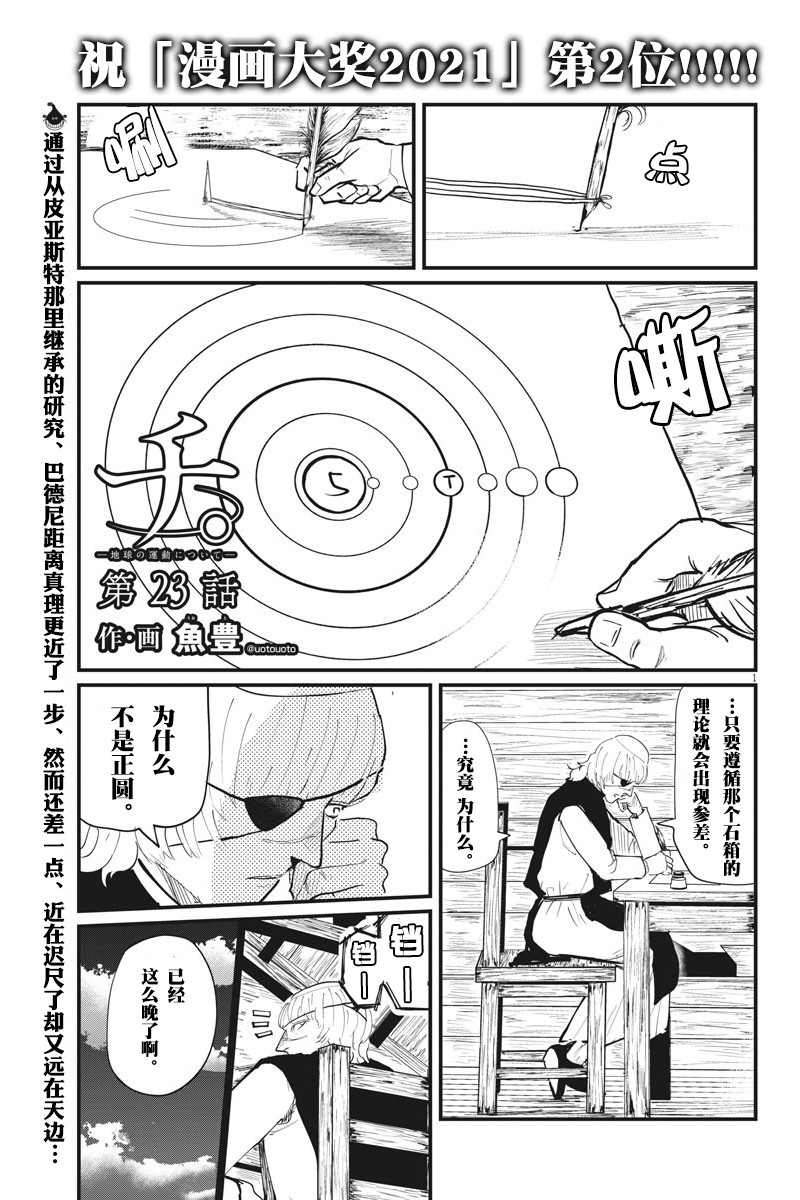 祝「漫画大奖2021」第2位!!!!!
通过从皮亚斯特那里继承的研究、巴德尼距离真理更近了一步、然而还差一点、近在迟尺了却又远在天边…
点
唰
嘶
5
T
チ。
—地球の運動について—
第23話
作・画 魚豊
うお
と
@uotouoto
1
…只要遵循那个石箱的
理论就会出现参差。
…究竟 为什么。
为什么
不是正圆。
铛—
铛—
已经
这么晚了啊。